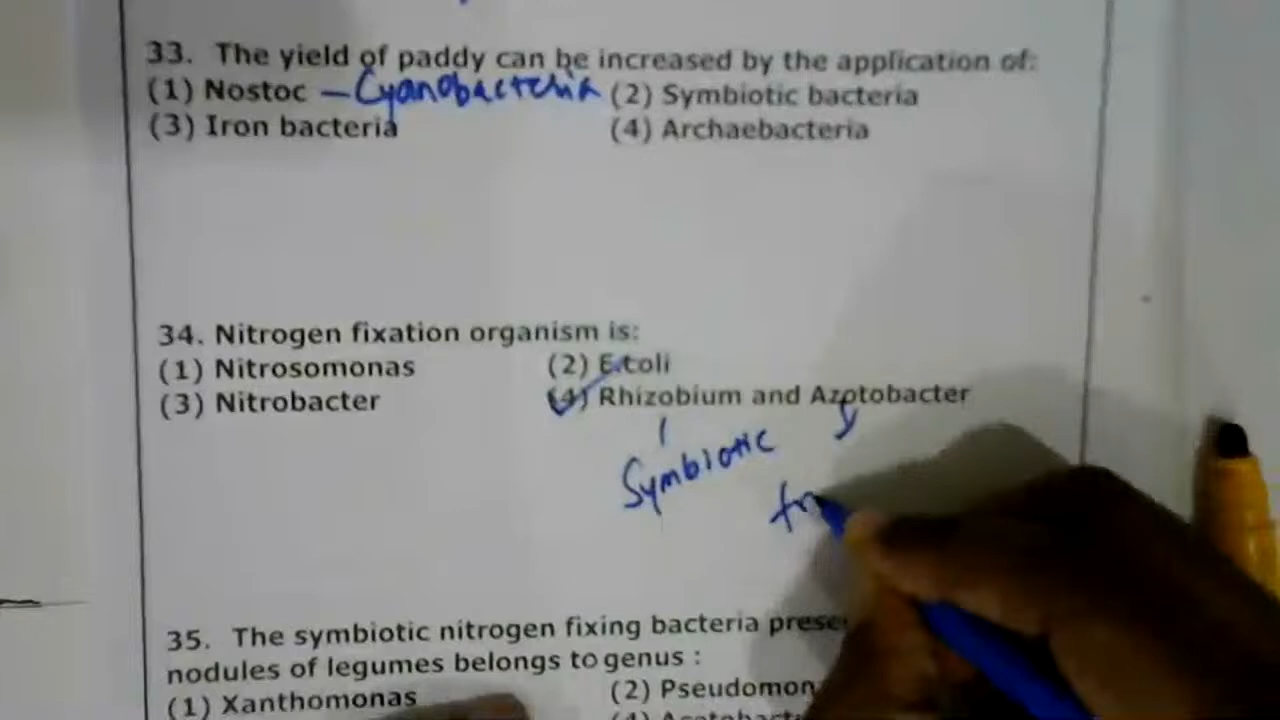 33. The yield of paddy can be increased by the application of:
(1) Nostoc – Cyanobacteria (2) Symbiotic bacteria
(3) Iron bacteria (4) Archaebacteria
34. Nitrogen fixation organism is:
(1) Nitrosomonas (2) E.coli
(3) Nitrobacter (4) Rhizobium and Azotobacter
Symbiotic
35. The symbiotic nitrogen fixing bacteria
nodules of legumes belongs to genus :
(1) Xanthomonas (2)